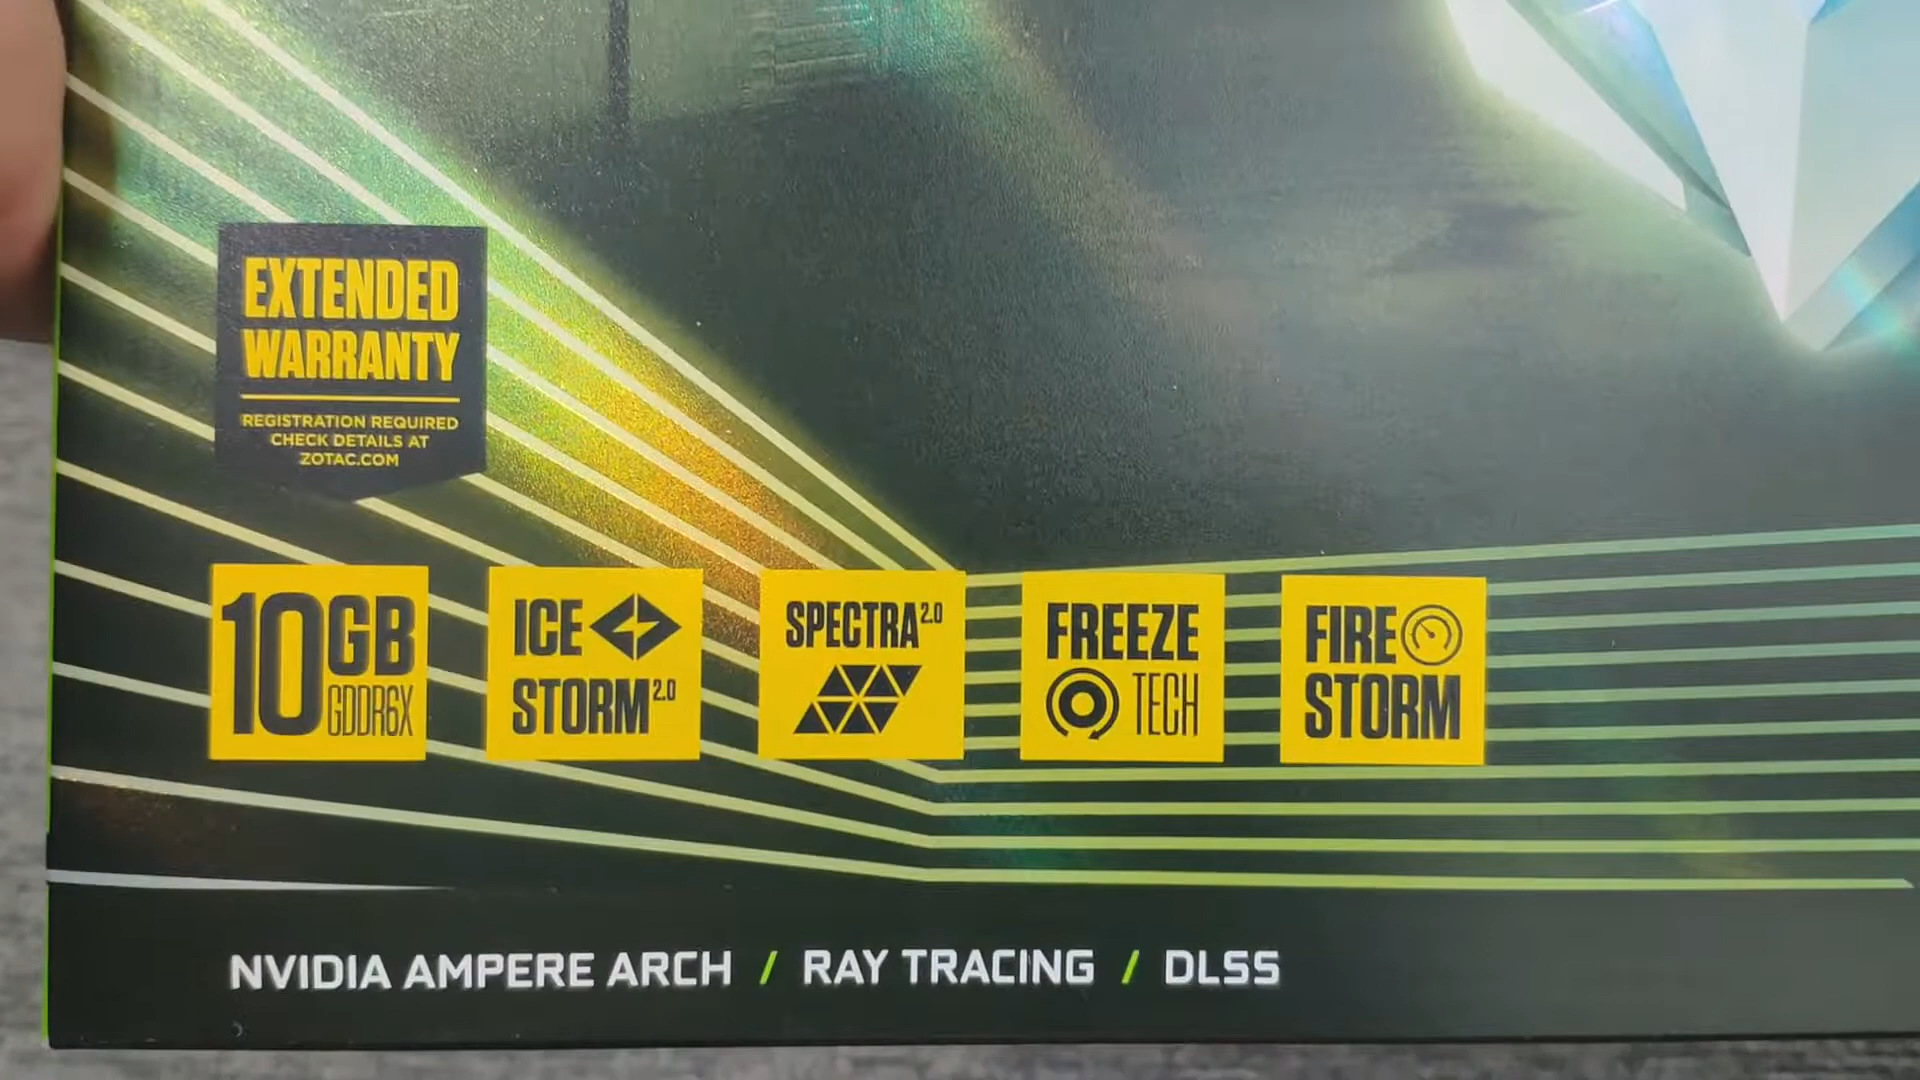 EXTENDED
WARRANTY
REGISTRATION REQUIRED
CHECK DETAILS AT
ZOTAC.COM
10GB
GDDR6X
ICE
STORM2.0
SPECTRA2.0
FREEZE
TECH
FIRE
STORM
NVIDIA AMPERE ARCH / RAY TRACING / DLSS